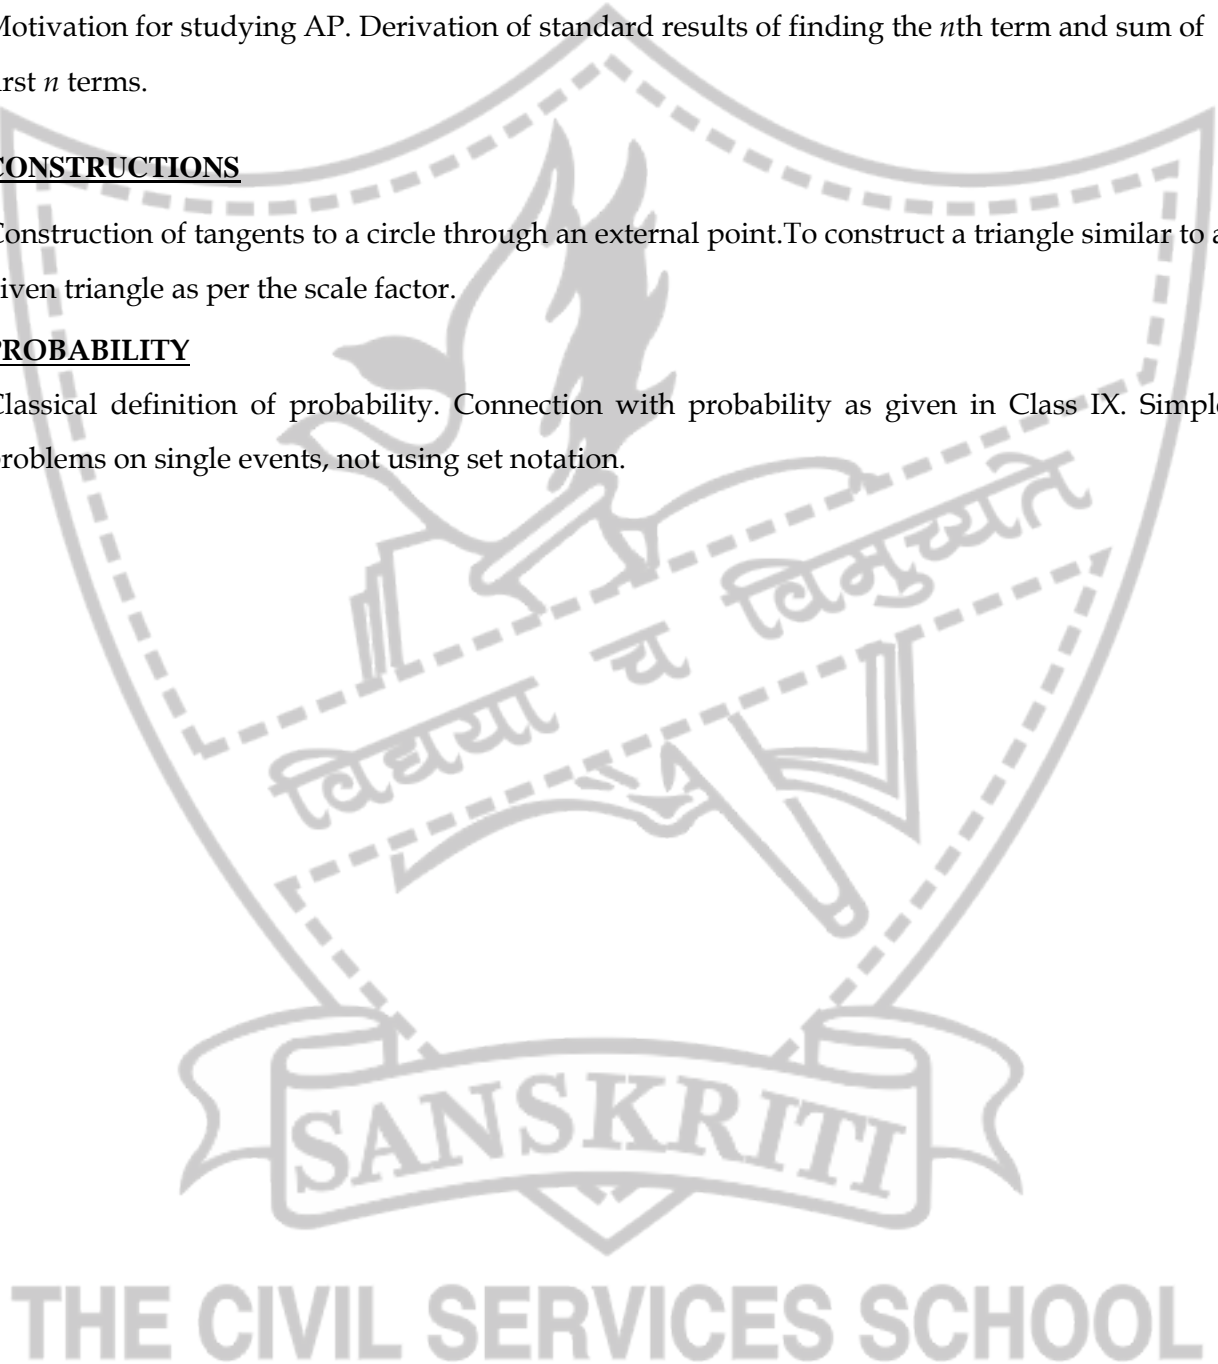 Motivation for studying AP. Derivation of standard results of finding the nth term and sum of
first n terms.
CONSTRUCTIONS
Construction of tangents to a circle through an external point.To construct a triangle similar to a
given triangle as per the scale factor.
PROBABILITY
Classical definition of probability. Connection with probability as given in Class IX. Simple
problems on single events, not using set notation.
विद्यया च विमुच्यते
SANSKRITI
THE CIVIL SERVICES SCHOOL